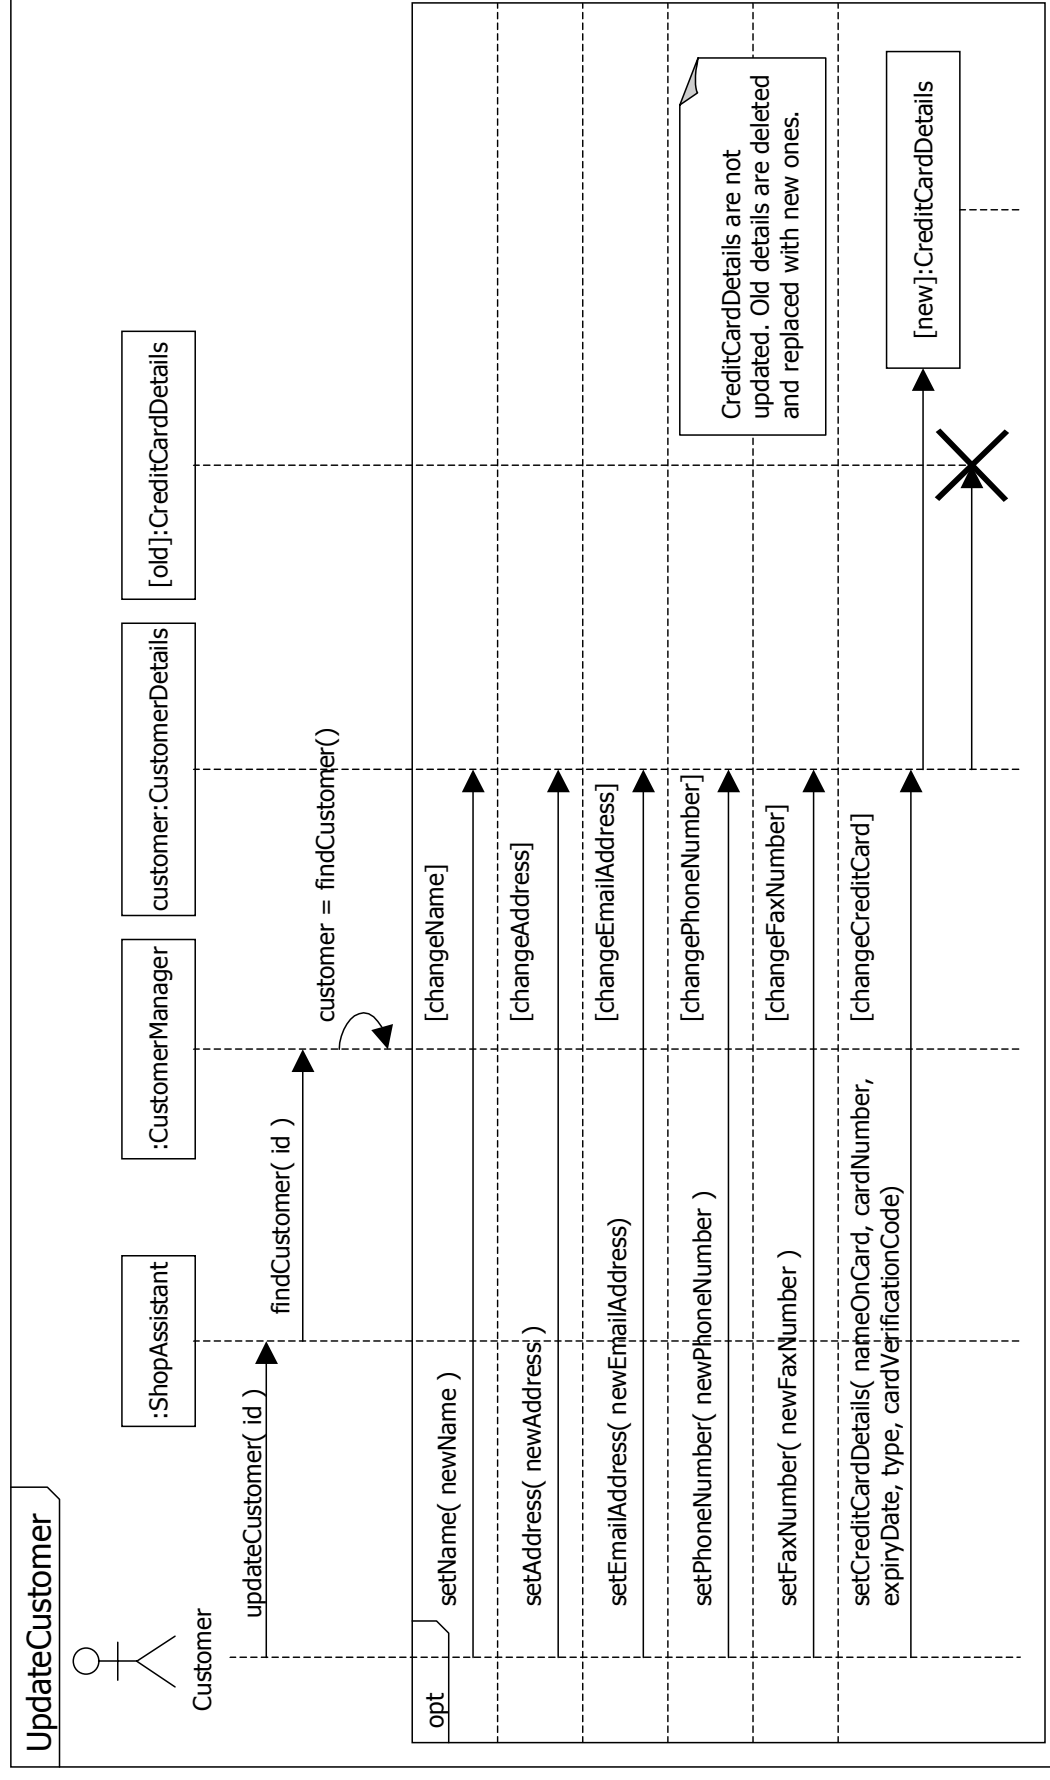 UpdateCustomer
Customer
:ShopAssistant
:CustomerManager
customer:CustomerDetails
[old]:CreditCardDetails
updateCustomer( id )
findCustomer( id )
customer = findCustomer()
opt
[changeName]
setName( newName )
[changeAddress]
setAddress( newAddress )
[changeEmailAddress]
setEmailAddress( newEmailAddress)
[changePhoneNumber]
setPhoneNumber( newPhoneNumber )
[changeFaxNumber]
setFaxNumber( newFaxNumber )
CreditCardDetails are not
updated. Old details are deleted
and replaced with new ones.
[changeCreditCard]
setCreditCardDetails( nameOnCard, cardNumber,
expiryDate, type, cardVerificationCode)
[new]:CreditCardDetails